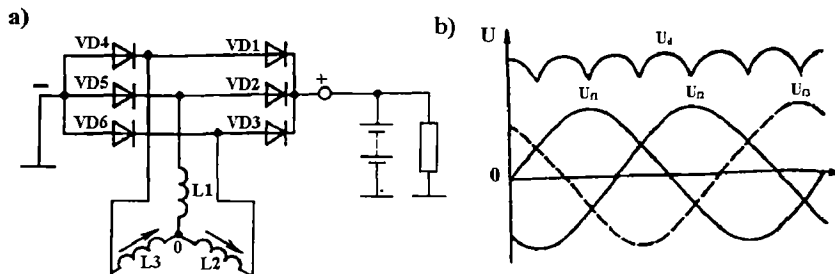 a)
VD4
VD1
VD5
VD2
VD6
VD3
−
+
L1
0
L3
L2
b)
U
U_d
U_f1
U_f2
U_f3
0